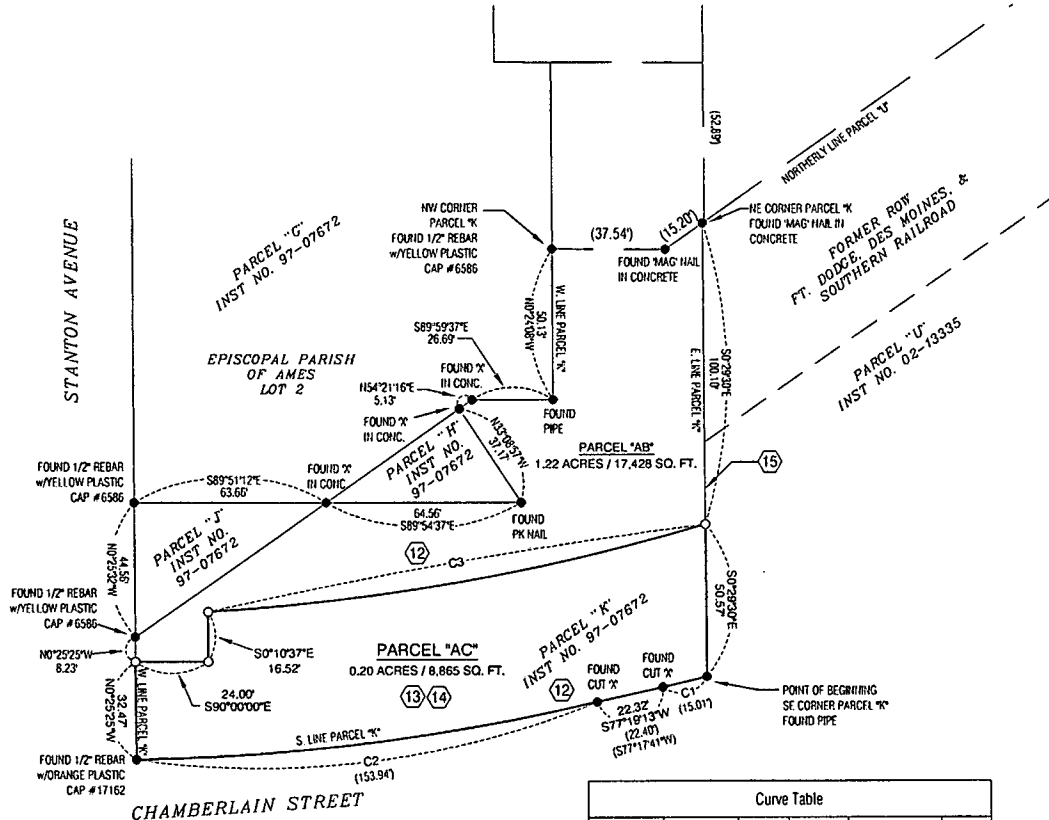 (52.89')
NORTHERLY LINE PARCEL "U"
FORMER ROW
FT. DODGE, DES MOINES, &
SOUTHERN RAILROAD
PARCEL "U"
INST NO. 02-13335
NW CORNER
PARCEL "K
FOUND 1/2" REBAR
w/YELLOW PLASTIC
CAP #6586
(37.54')
(15.20')
NE CORNER PARCEL "K
FOUND 'MAG' NAIL IN
CONCRETE
FOUND 'MAG' NAIL
IN CONCRETE
STANTON AVENUE
PARCEL "G"
INST NO. 97-07672
W. LINE PARCEL "K"
50.13'
N0°24'08"W
S0°29'30"E
100.10'
E. LINE PARCEL "K"
S89°59'37"E
26.69'
EPISCOPAL PARISH
OF AMES
LOT 2
FOUND 'X'
IN CONC.
N54°21'16"E
5.13'
FOUND 'X'
IN CONC.
FOUND
PIPE
N33°08'57"W
37.17'
PARCEL "H"
INST NO.
97-07672
PARCEL "AB"
1.22 ACRES / 17,428 SQ. FT.
15
FOUND 1/2" REBAR
w/YELLOW PLASTIC
CAP #6586
S89°51'12"E
63.66'
FOUND 'X'
IN CONC.
64.56'
S89°54'37"E
FOUND
PK NAIL
PARCEL "J"
INST NO.
97-07672
44.56'
N0°25'32"W
12
C3
FOUND 1/2" REBAR
w/YELLOW PLASTIC
CAP #6586
N0°25'25"W
8.23'
S0°10'37"E
16.52'
24.00'
S90°00'00"E
W. LINE PARCEL "K"
32.47'
N0°25'25"W
PARCEL "AC"
0.20 ACRES / 8,865 SQ. FT.
13 14
PARCEL "K"
INST NO. 97-07672
12
S0°29'30"E
50.57'
FOUND
CUT 'X'
FOUND
CUT 'X'
C1
(15.01')
22.32'
S77°19'13"W
(22.40')
(S77°17'41"W)
POINT OF BEGINNING
SE CORNER PARCEL "K"
FOUND PIPE
S. LINE PARCEL "K"
C2
(153.94')
FOUND 1/2" REBAR
w/ORANGE PLASTIC
CAP #17162
CHAMBERLAIN STREET
Curve Table